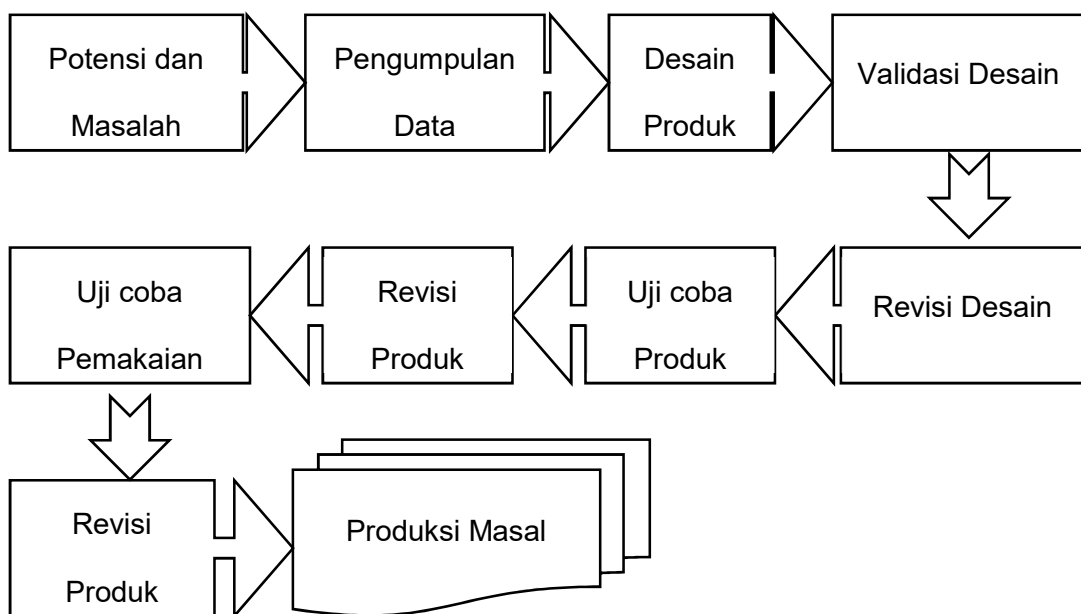 Potensi dan
Masalah
Pengumpulan
Data
Desain
Produk
Validasi Desain
Revisi Desain
Uji coba
Produk
Revisi
Produk
Uji coba
Pemakaian
Revisi
Produk
Produksi Masal